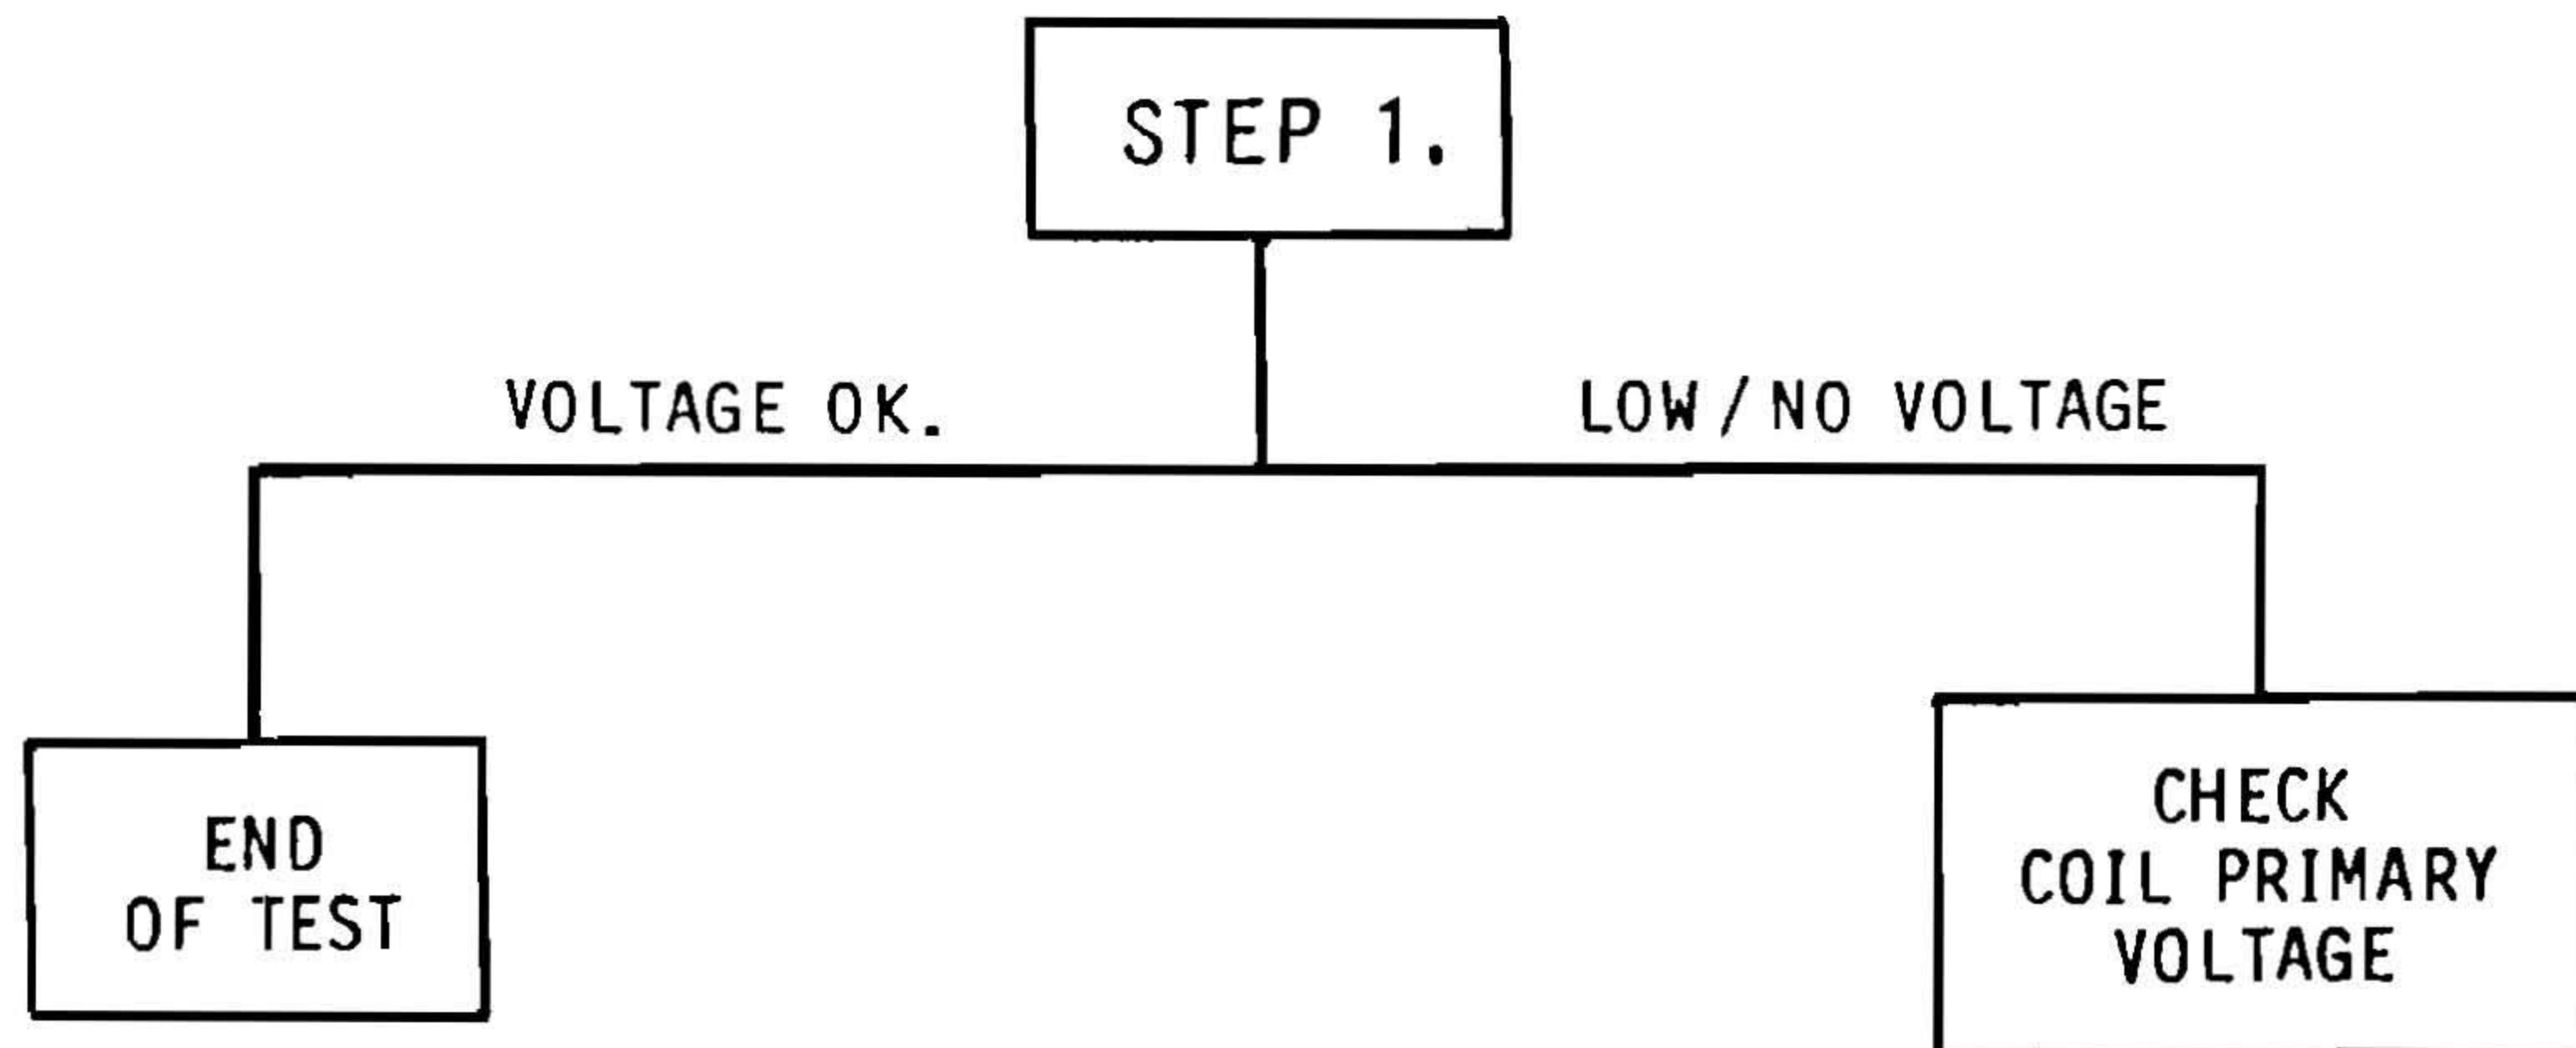 STEP 1.
VOLTAGE OK.
LOW/NO VOLTAGE
END
OF TEST
CHECK
COIL PRIMARY
VOLTAGE